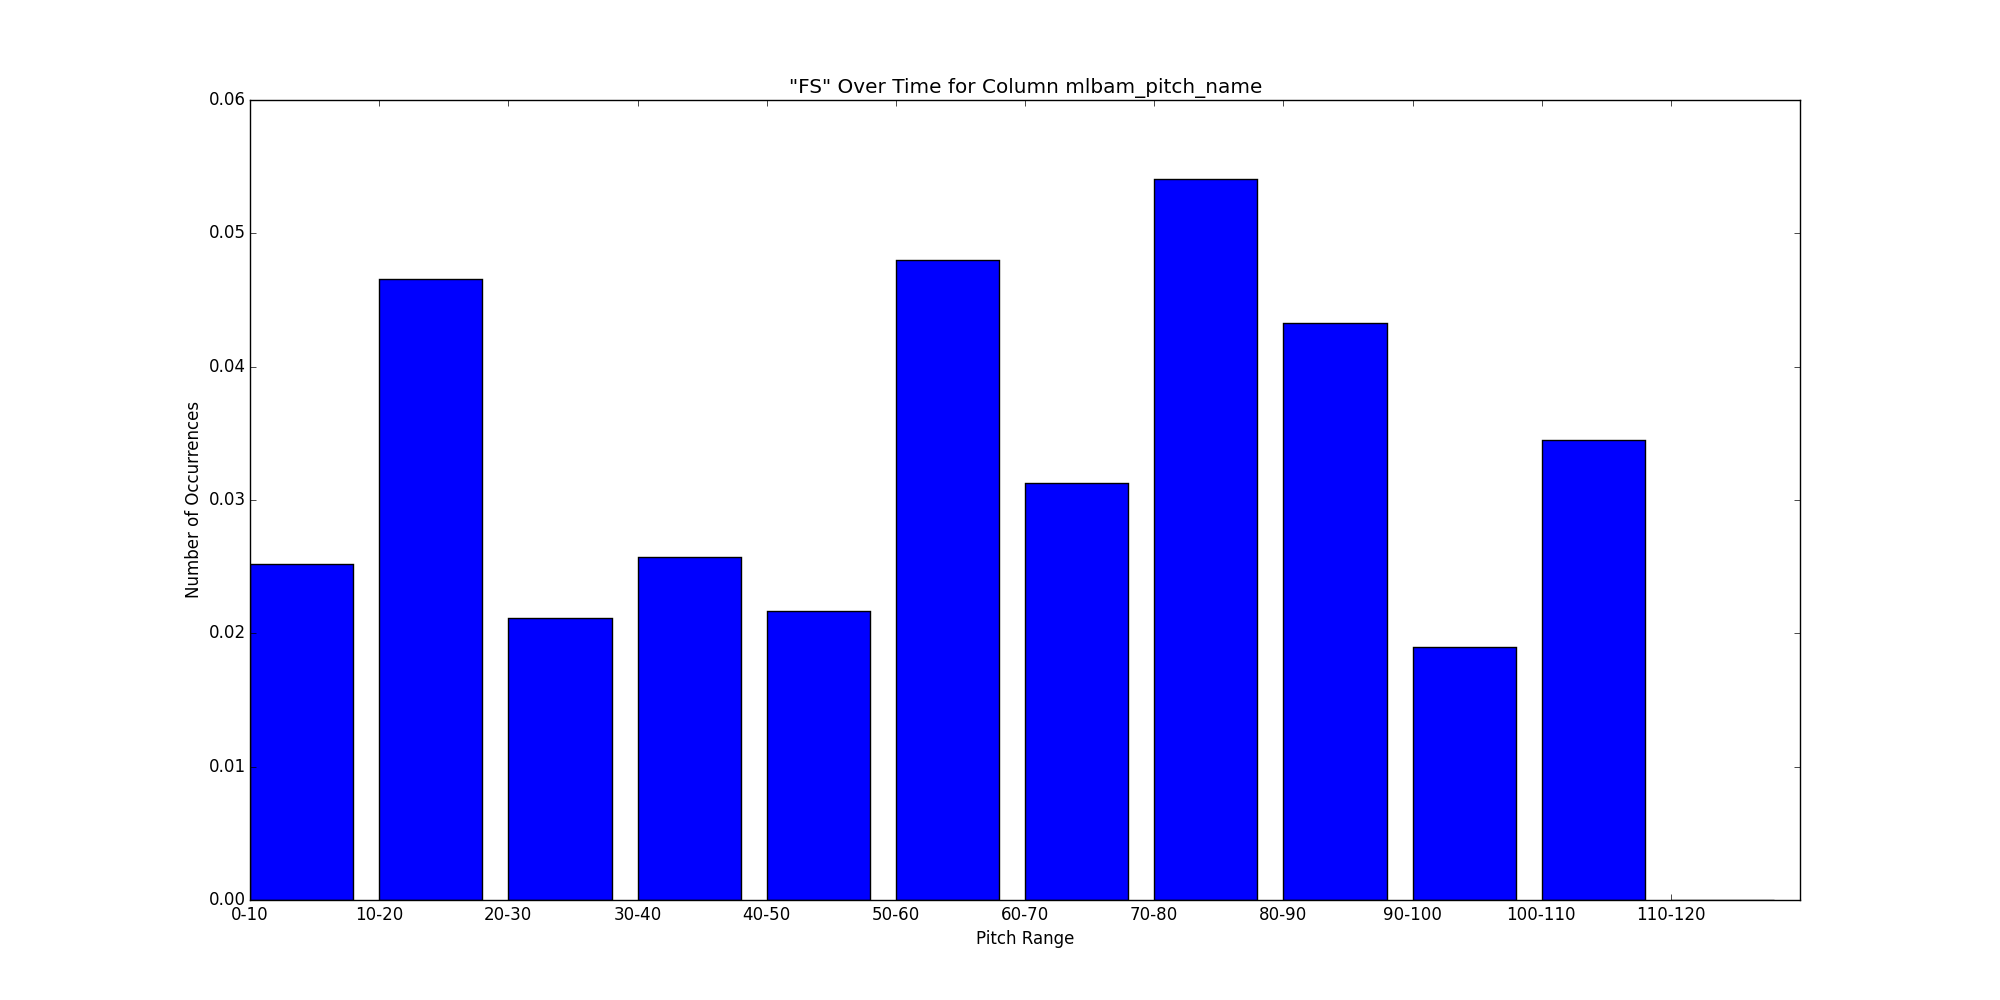 "FS" Over Time for Column mlbam_pitch_name
0.06
0.05
0.04
0.03
0.02
0.01
0.00
Number of Occurrences
0-10 10-20 20-30 30-40 40-50 50-60 60-70 70-80 80-90 90-100 100-110 110-120
Pitch Range